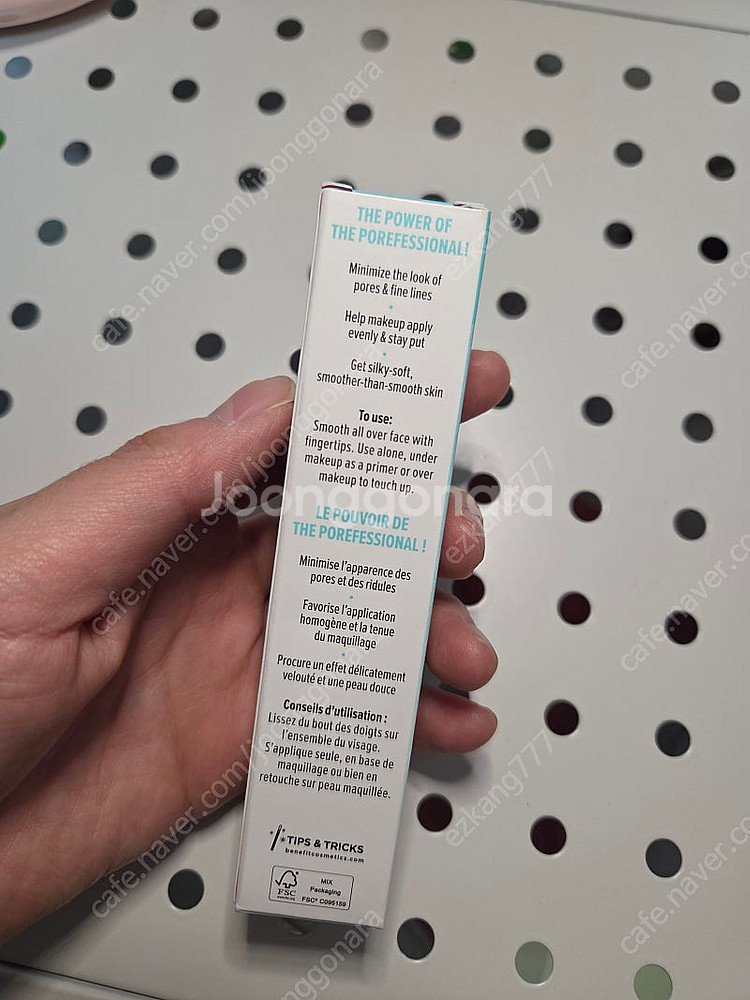 THE POWER OF
THE POREFESSIONAL!
Minimize the look of
pores & fine lines
Help makeup apply
evenly & stay put
Get silky-soft,
smoother-than-smooth skin
To use:
Smooth all over face with
fingertips. Use alone, under
makeup as a primer or over
makeup to touch up.
LE POUVOIR DE
THE POREFESSIONAL !
Minimise l'apparence des
pores et des ridules
Favorise l'application
homogène et la tenue
du maquillage
Procure un effet délicatement
velouté et une peau douce
Conseils d'utilisation :
Lissez du bout des doigts sur
l'ensemble du visage.
S'applique seule, en base de
maquillage ou bien en
retouche sur peau maquillée.
TIPS & TRICKS
benefitcosmetics.com
FSC
MIX
Packaging
FSC® C095159
Joonggonara
cafe.naver.com/joonggonara
ezkang777